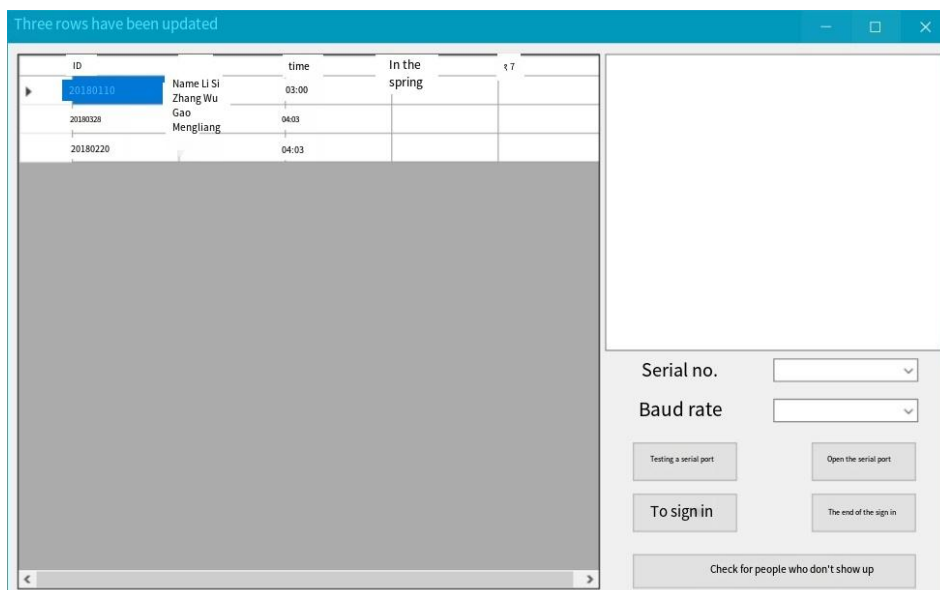 Three rows have been updated
ID
time
In the
spring
20180110
Name Li Si
Zhang Wu
Gao
Mengliang
03:00
20180328
04:03
20180220
04:03
Serial no.
Baud rate
Testing a serial port
Open the serial port
To sign in
The end of the sign in
Check for people who don't show up